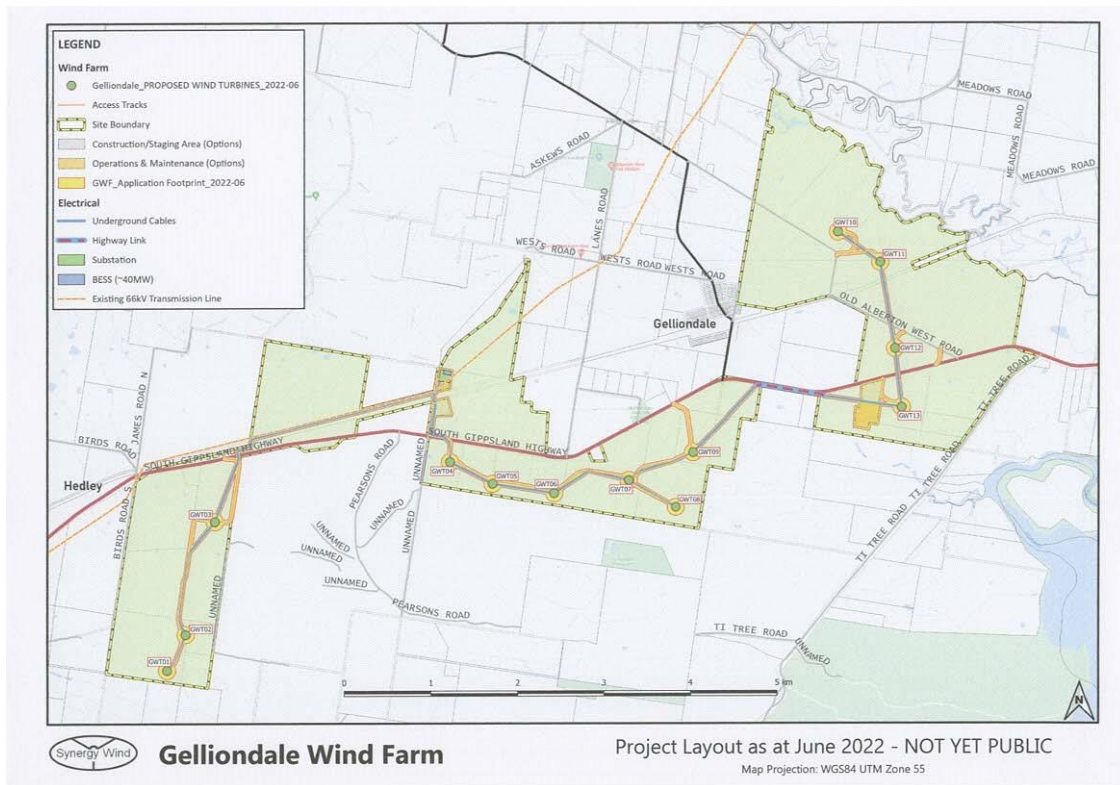 LEGEND
Wind Farm
Gelliondale_PROPOSED WIND TURBINES_2022-06
Access Tracks
Site Boundary
Construction/Staging Area (Options)
Operations & Maintenance (Options)
GWF_Application Footprint_2022-06
Electrical
Underground Cables
Highway Link
Substation
BESS (~40MW)
Existing 66kV Transmission Line
MEADOWS ROAD
MEADOWS ROAD
MEADOWS ROAD
ASKEWS ROAD
LANES ROAD
WESTS ROAD
WESTS ROAD
WESTS ROAD
GWT10
GWT11
OLD ALBERTON WEST ROAD
Gelliondale
GWT12
GWT13
TI TREE ROAD
JAMES ROAD N
BIRDS ROAD
SOUTH GIPPSLAND HIGHWAY
SOUTH GIPPSLAND HIGHWAY
Hedley
BIRDS ROAD S
PEARSONS ROAD
UNNAMED
GWT04
GWT05
GWT06
GWT07
GWT08
GWT09
TI TREE ROAD
TI TREE ROAD
GWT03
UNNAMED
UNNAMED
UNNAMED
UNNAMED
UNNAMED
UNNAMED
PEARSONS ROAD
GWT02
GWT01
TI TREE ROAD
UNNAMED
0 1 2 3 4 5 km
N
Synergy Wind
Gelliondale Wind Farm
Project Layout as at June 2022 - NOT YET PUBLIC
Map Projection: WGS84 UTM Zone 55